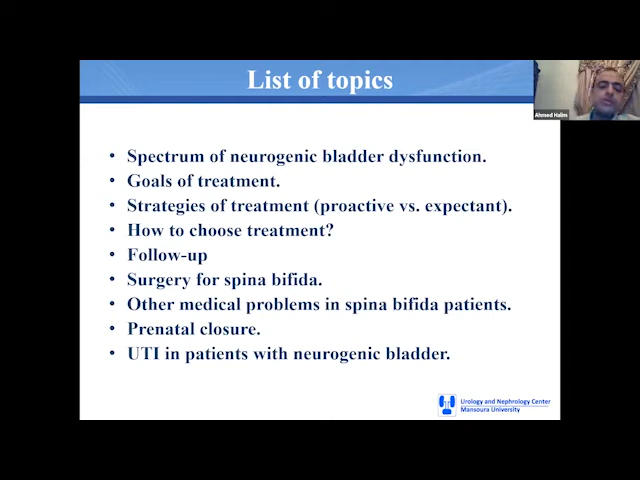 List of topics
Ahmed Halim
• Spectrum of neurogenic bladder dysfunction.
• Goals of treatment.
• Strategies of treatment (proactive vs. expectant).
• How to choose treatment?
• Follow-up
• Surgery for spina bifida.
• Other medical problems in spina bifida patients.
• Prenatal closure.
• UTI in patients with neurogenic bladder.
Urology and Nephrology Center
Mansoura University